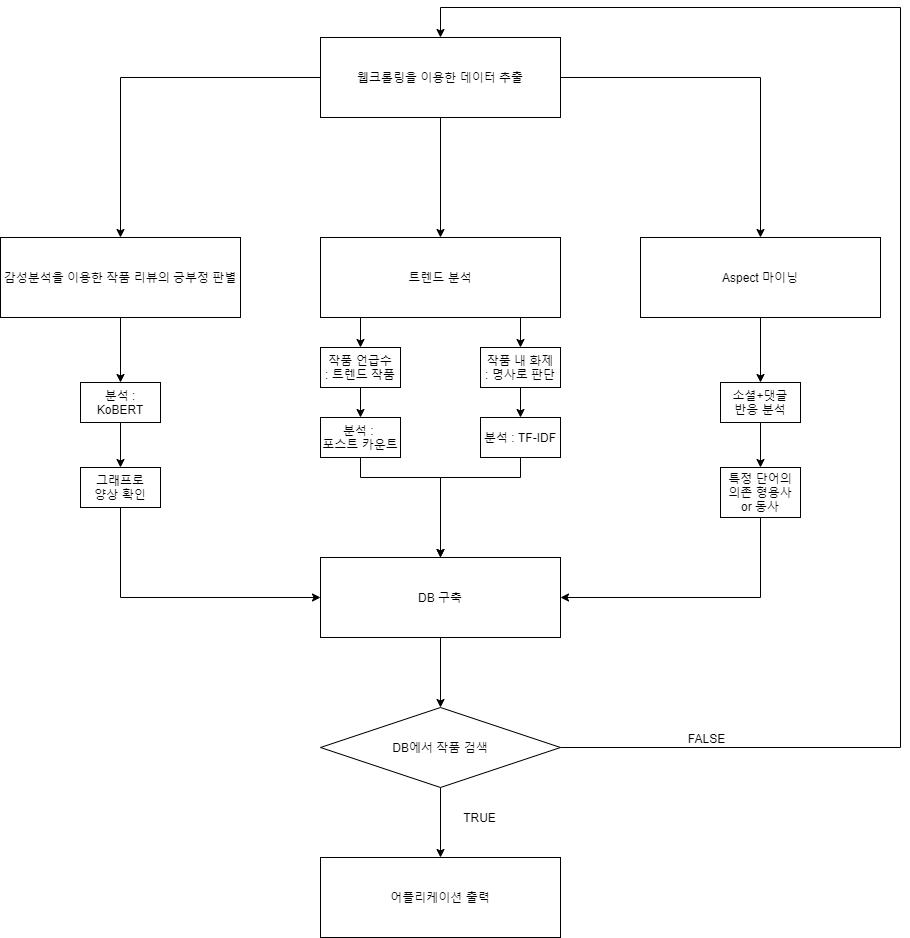 웹크롤링을 이용한 데이터 추출
감성분석을 이용한 작품 리뷰의 긍부정 판별
트렌드 분석
Aspect 마이닝
작품 언급수
: 트렌드 작품
작품 내 화제
: 명사로 판단
분석 :
KoBERT
소셜+댓글
반응 분석
분석 :
포스트 카운트
분석 : TF-IDF
그래프로
양상 확인
특정 단어의
의존 형용사
or 동사
DB 구축
DB에서 작품 검색
FALSE
TRUE
어플리케이션 출력